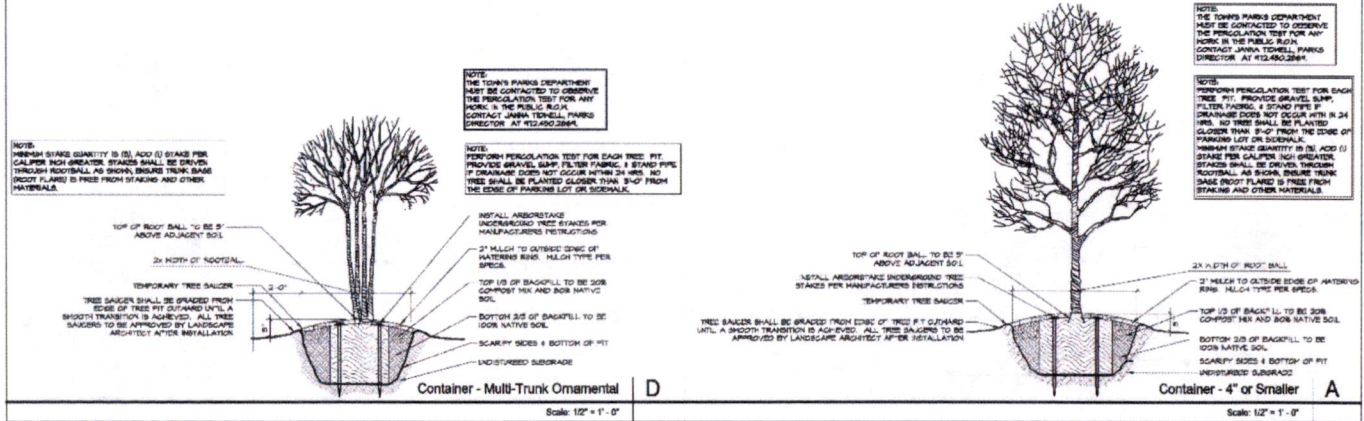 NOTE:
THE TOWN'S PARKS DEPARTMENT
MUST BE CONTACTED TO OBSERVE
THE PERCOLATION TEST FOR ANY
WORK IN THE PUBLIC R.O.W.
CONTACT JANNA TIDWELL, PARKS
DIRECTOR AT 972.450.2869.
NOTE:
MINIMUM STAKE QUANTITY IS (3), ADD (1) STAKE PER
CALIPER INCH GREATER. STAKES SHALL BE DRIVEN
THROUGH ROOTBALL AS SHOWN, ENSURE TRUNK BASE
(ROOT FLARE) IS FREE FROM STAKING AND OTHER
MATERIALS.
NOTE:
PERFORM PERCOLATION TEST FOR EACH TREE PIT.
PROVIDE GRAVEL SUMP, FILTER FABRIC, & STAND PIPE
IF DRAINAGE DOES NOT OCCUR WITHIN 24 HRS. NO
TREE SHALL BE PLANTED CLOSER THAN 3'-0" FROM
THE EDGE OF PARKING LOT OR SIDEWALK.
TOP OF ROOT BALL TO BE 3"
ABOVE ADJACENT SOIL
2X WIDTH OF ROOTBALL
TEMPORARY TREE SAUCER
2'-0"
TREE SAUCER SHALL BE GRADED FROM
EDGE OF TREE PIT OUTWARD UNTIL A
SMOOTH TRANSITION IS ACHIEVED. ALL TREE
SAUCERS TO BE APPROVED BY LANDSCAPE
ARCHITECT AFTER INSTALLATION
INSTALL ARBORSTAKE
UNDERGROUND TREE STAKES PER
MANUFACTURERS INSTRUCTIONS
3" MULCH TO OUTSIDE EDGE OF
WATERING RING. MULCH TYPE PER
SPECS.
TOP 1/3 OF BACKFILL TO BE 20%
COMPOST MIX AND 80% NATIVE
SOIL
BOTTOM 2/3 OF BACKFILL TO BE
100% NATIVE SOIL
SCARIFY SIDES & BOTTOM OF PIT
UNDISTURBED SUBGRADE
Container - Multi-Trunk Ornamental
D
Scale: 1/2" = 1' - 0"
NOTE:
THE TOWN'S PARKS DEPARTMENT
MUST BE CONTACTED TO OBSERVE
THE PERCOLATION TEST FOR ANY
WORK IN THE PUBLIC R.O.W.
CONTACT JANNA TIDWELL, PARKS
DIRECTOR AT 972.450.2869.
NOTE:
PERFORM PERCOLATION TEST FOR EACH
TREE PIT. PROVIDE GRAVEL SUMP,
FILTER FABRIC, & STAND PIPE IF
DRAINAGE DOES NOT OCCUR WITH IN 24
HRS. NO TREE SHALL BE PLANTED
CLOSER THAN 3'-0" FROM THE EDGE OF
PARKING LOT OR SIDEWALK.
MINIMUM STAKE QUANTITY IS (3), ADD (1)
STAKE PER CALIPER INCH GREATER.
STAKES SHALL BE DRIVEN THROUGH
ROOTBALL AS SHOWN, ENSURE TRUNK
BASE (ROOT FLARE) IS FREE FROM
STAKING AND OTHER MATERIALS.
TOP OF ROOT BALL TO BE 3"
ABOVE ADJACENT SOIL
INSTALL ARBORSTAKE UNDERGROUND TREE
STAKES PER MANUFACTURERS INSTRUCTIONS
TEMPORARY TREE SAUCER
TREE SAUCER SHALL BE GRADED FROM EDGE OF TREE PIT OUTWARD
UNTIL A SMOOTH TRANSITION IS ACHIEVED. ALL TREE SAUCERS TO BE
APPROVED BY LANDSCAPE ARCHITECT AFTER INSTALLATION
2X WIDTH OF ROOT BALL
3" MULCH TO OUTSIDE EDGE OF WATERING
RING. MULCH TYPE PER SPECS.
TOP 1/3 OF BACKFILL TO BE 20%
COMPOST MIX AND 80% NATIVE SOIL
BOTTOM 2/3 OF BACKFILL TO BE
100% NATIVE SOIL
SCARIFY SIDES & BOTTOM OF PIT
UNDISTURBED SUBGRADE
Container - 4" or Smaller
A
Scale: 1/2" = 1' - 0"